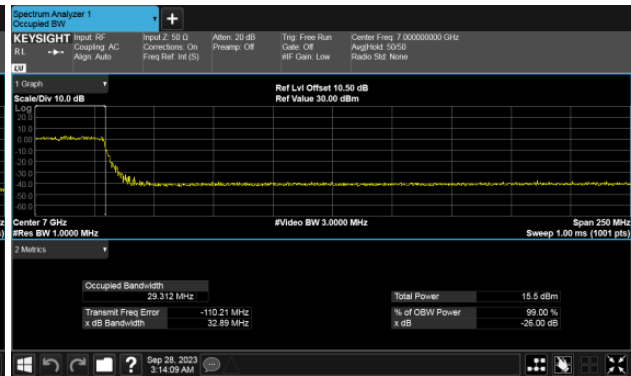 Spectrum Analyzer 1
Occupied BW
+
KEYSIGHT Input: RF Input Z: 50 Ω Atten: 20 dB Trig: Free Run Center Freq: 7.000000000 GHz
RL Coupling: AC Corrections: On Preamp: Off Gate: Off Avg|Hold: 50/50
Align: Auto Freq Ref: Int (S) #IF Gain: Low Radio Std: None
LXI
1 Graph
Ref Lvl Offset 10.50 dB
Scale/Div 10.0 dB Ref Value 30.00 dBm
Log
20.0
10.0
0.00
-10.0
-20.0
-30.0
-40.0
-50.0
-60.0
Center 7 GHz #Video BW 3.0000 MHz Span 250 MHz
#Res BW 1.0000 MHz Sweep 1.00 ms (1001 pts)
2 Metrics
Occupied Bandwidth
29.312 MHz Total Power 15.5 dBm
Transmit Freq Error -110.21 MHz % of OBW Power 99.00 %
x dB Bandwidth 32.89 MHz x dB -26.00 dB
? Sep 28, 2023
3:14:09 AM